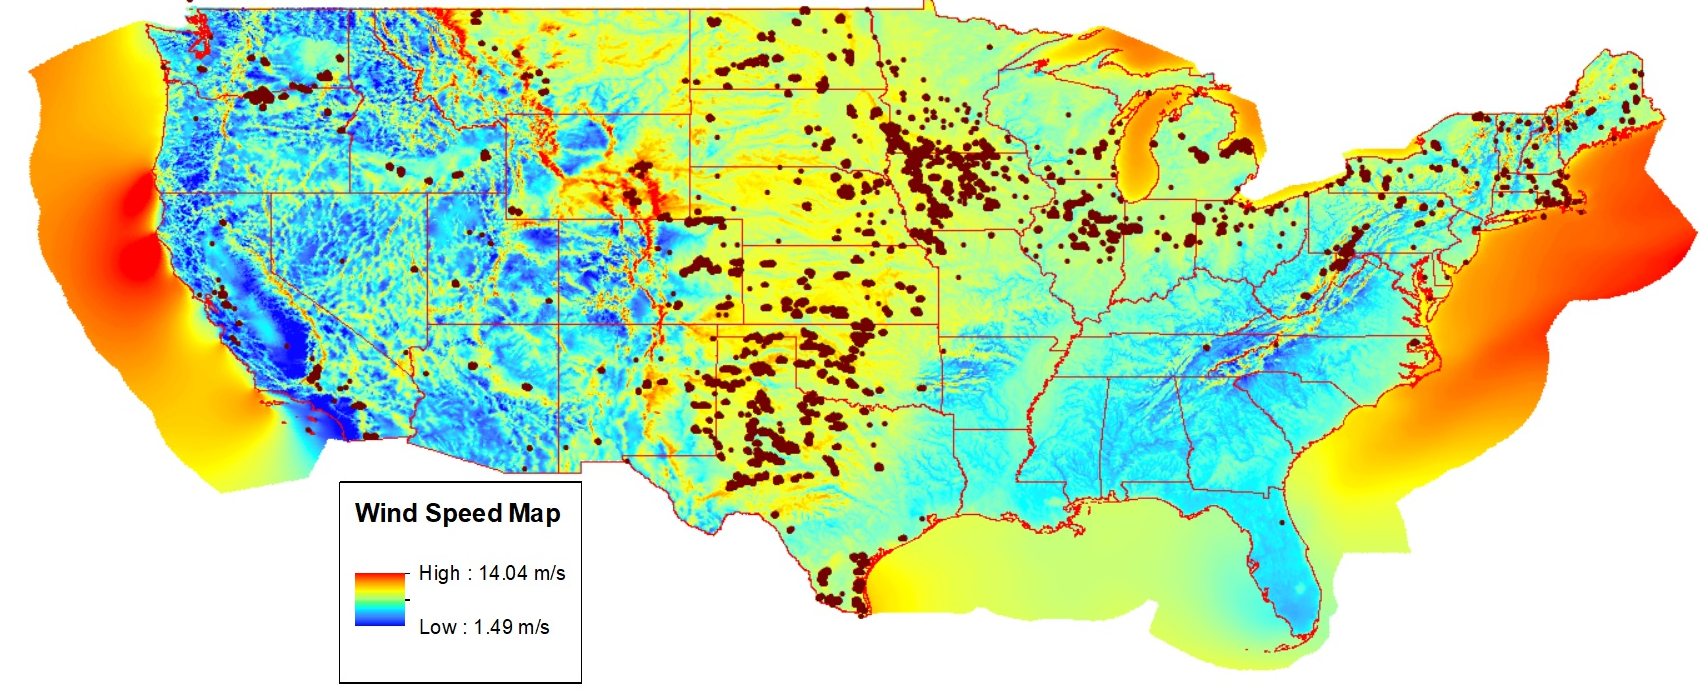 Wind Speed Map
High : 14.04 m/s
Low : 1.49 m/s